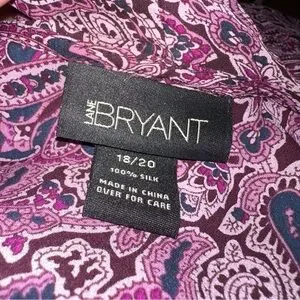 LANE BRYANT
18/20
100% SILK
MADE IN CHINA
OVER FOR CARE